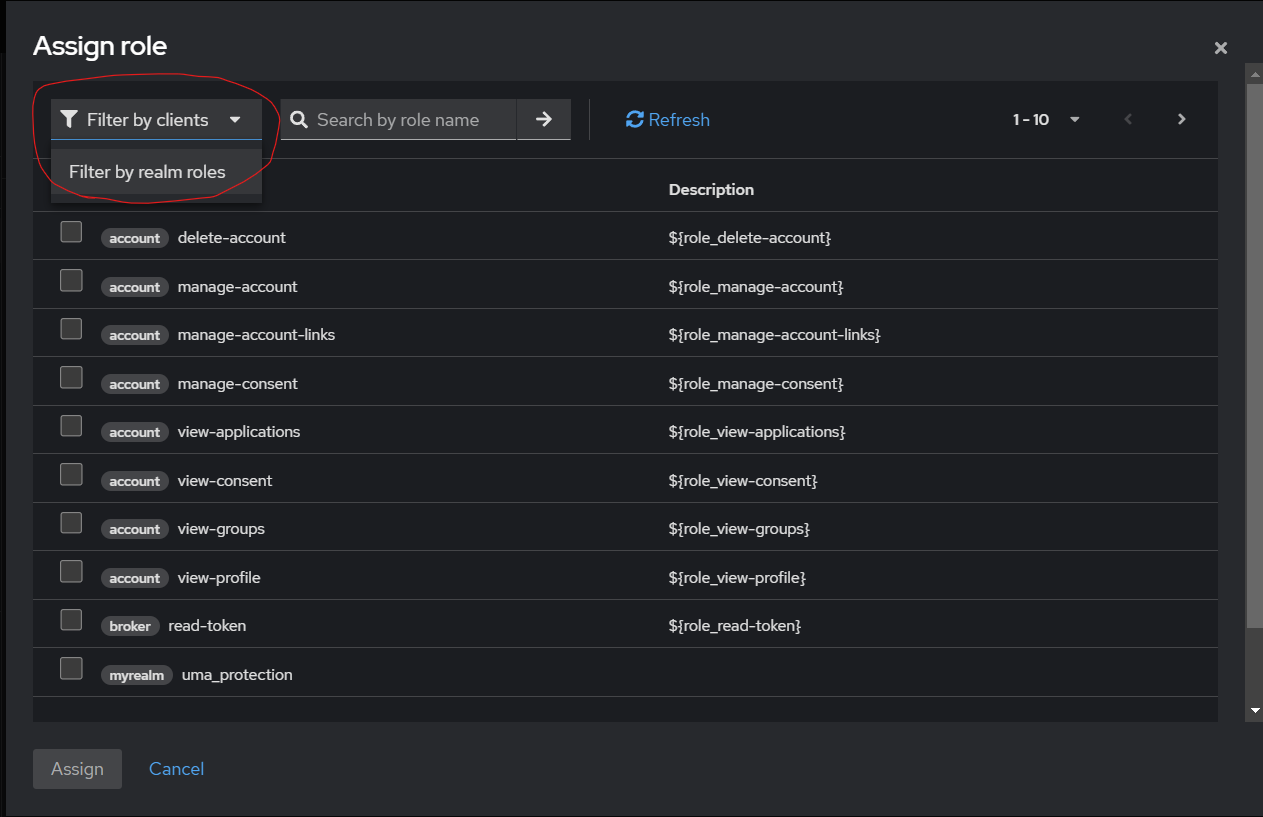 Assign role
Filter by clients
Search by role name
Refresh
1 - 10
Filter by realm roles
Description
account delete-account ${role_delete-account}
account manage-account ${role_manage-account}
account manage-account-links ${role_manage-account-links}
account manage-consent ${role_manage-consent}
account view-applications ${role_view-applications}
account view-consent ${role_view-consent}
account view-groups ${role_view-groups}
account view-profile ${role_view-profile}
broker read-token ${role_read-token}
myrealm uma_protection
Assign Cancel